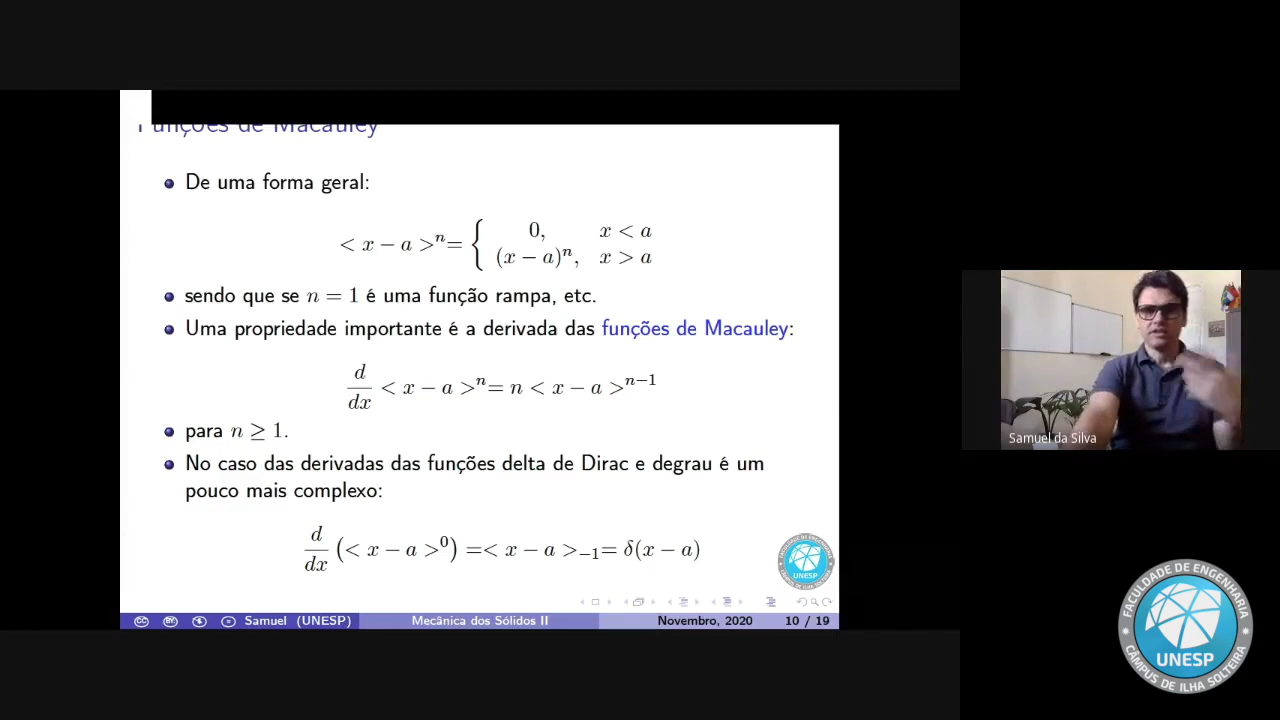 Funções de Macauley
De uma forma geral:
< x − a >ⁿ= { 0, x < a
(x − a)ⁿ, x > a
sendo que se n = 1 é uma função rampa, etc.
Uma propriedade importante é a derivada das funções de Macauley:
d/dx < x − a >ⁿ= n < x − a >ⁿ⁻¹
para n ≥ 1.
No caso das derivadas das funções delta de Dirac e degrau é um
pouco mais complexo:
d/dx (< x − a >⁰) =< x − a >₋₁= δ(x − a)
UNESP
Samuel (UNESP) Mecânica dos Sólidos II Novembro, 2020 10 / 19
Samuel da Silva
FACULDADE DE ENGENHARIA
UNESP
CÂMPUS DE ILHA SOLTEIRA